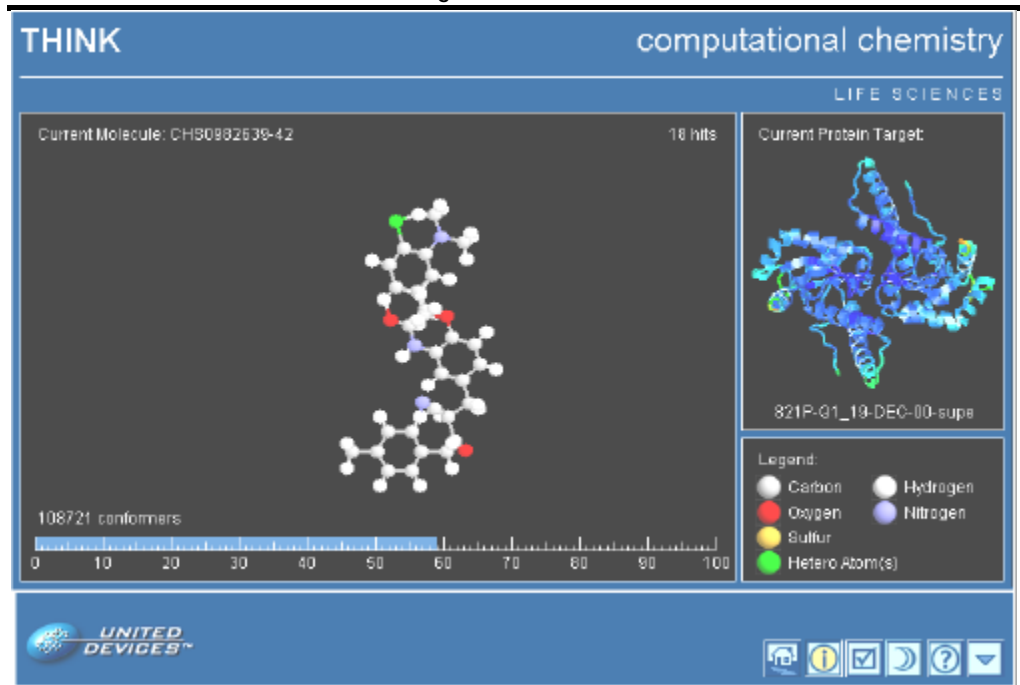 THINK
computational chemistry
LIFE SCIENCES
Current Molecule: CHS0982639-42
18 hits
Current Protein Target:
821P-G1_19-DEC-00-supe
Legend:
Carbon
Hydrogen
Oxygen
Nitrogen
Sulfur
Hetero Atom(s)
108721 conformers
0 10 20 30 40 50 60 70 80 90 100
UNITED
DEVICES~